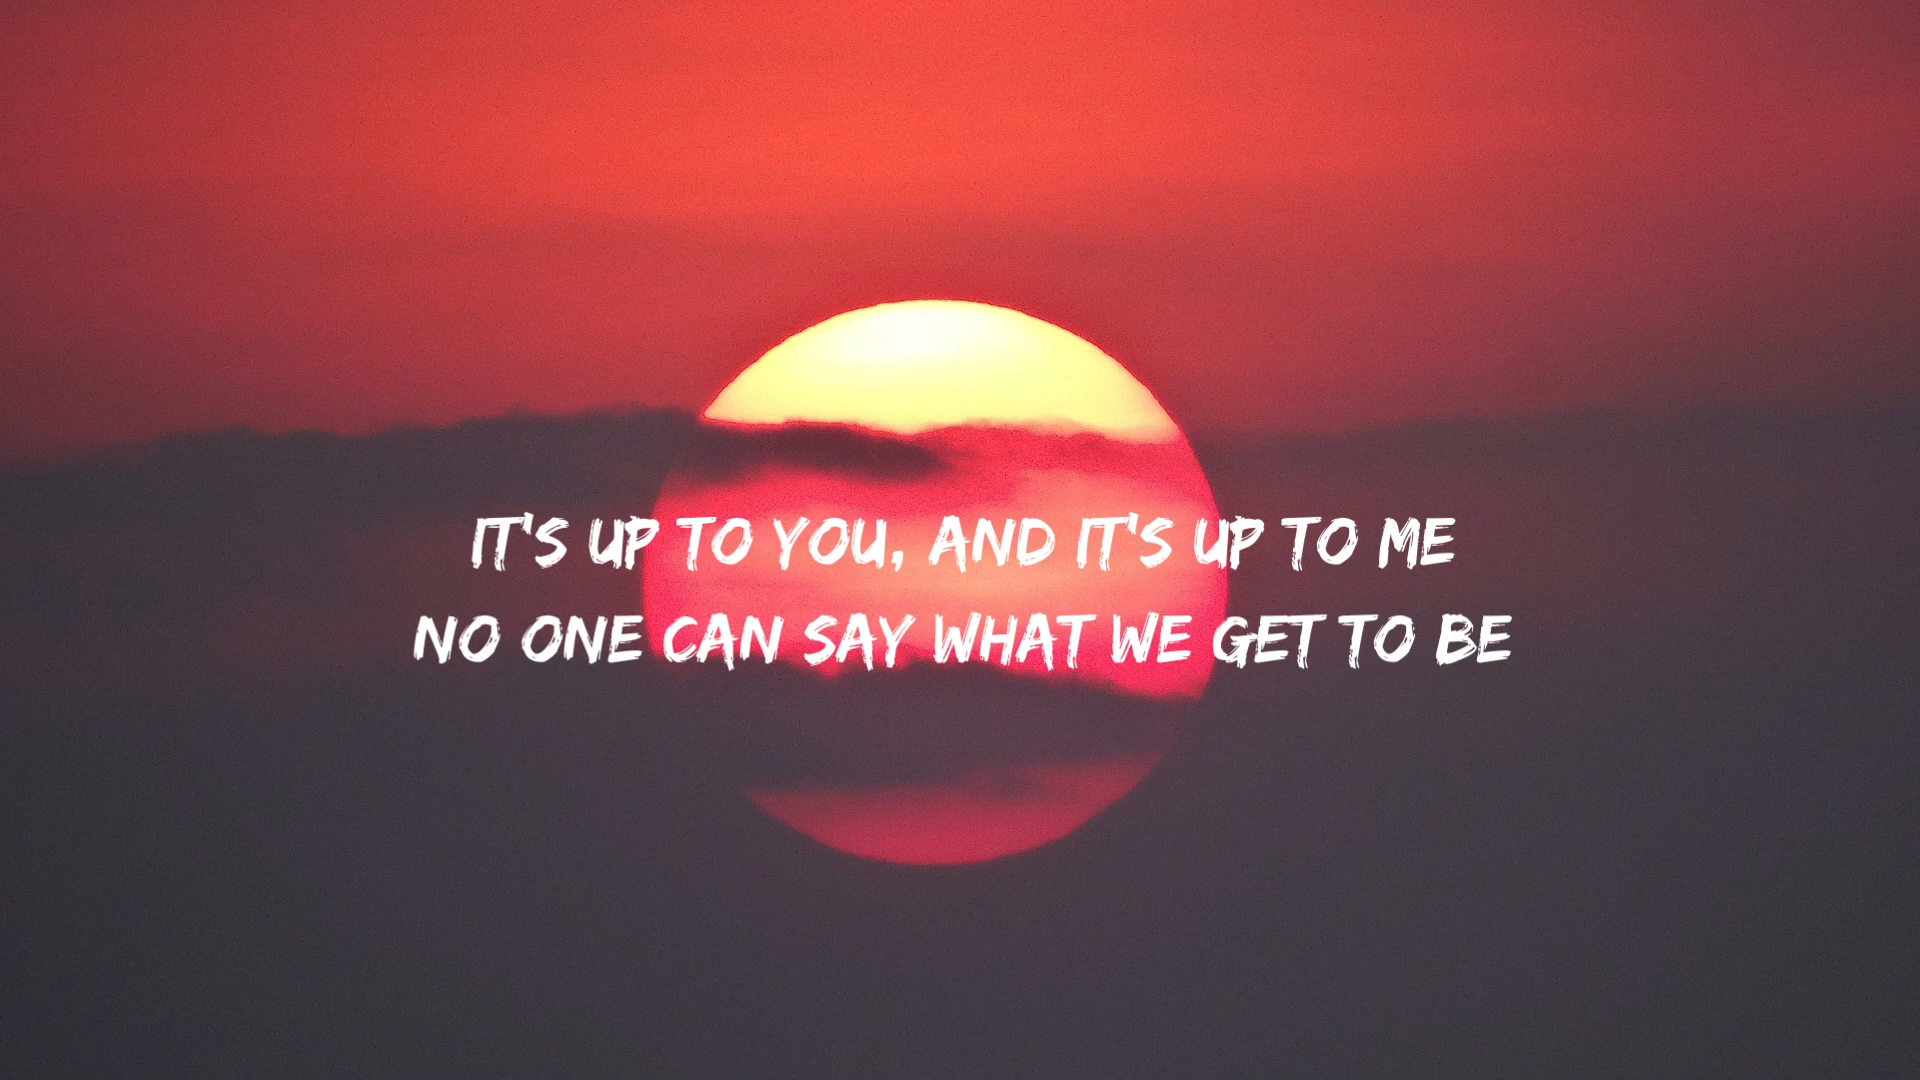 IT'S UP TO YOU, AND IT'S UP TO ME
NO ONE CAN SAY WHAT WE GET TO BE